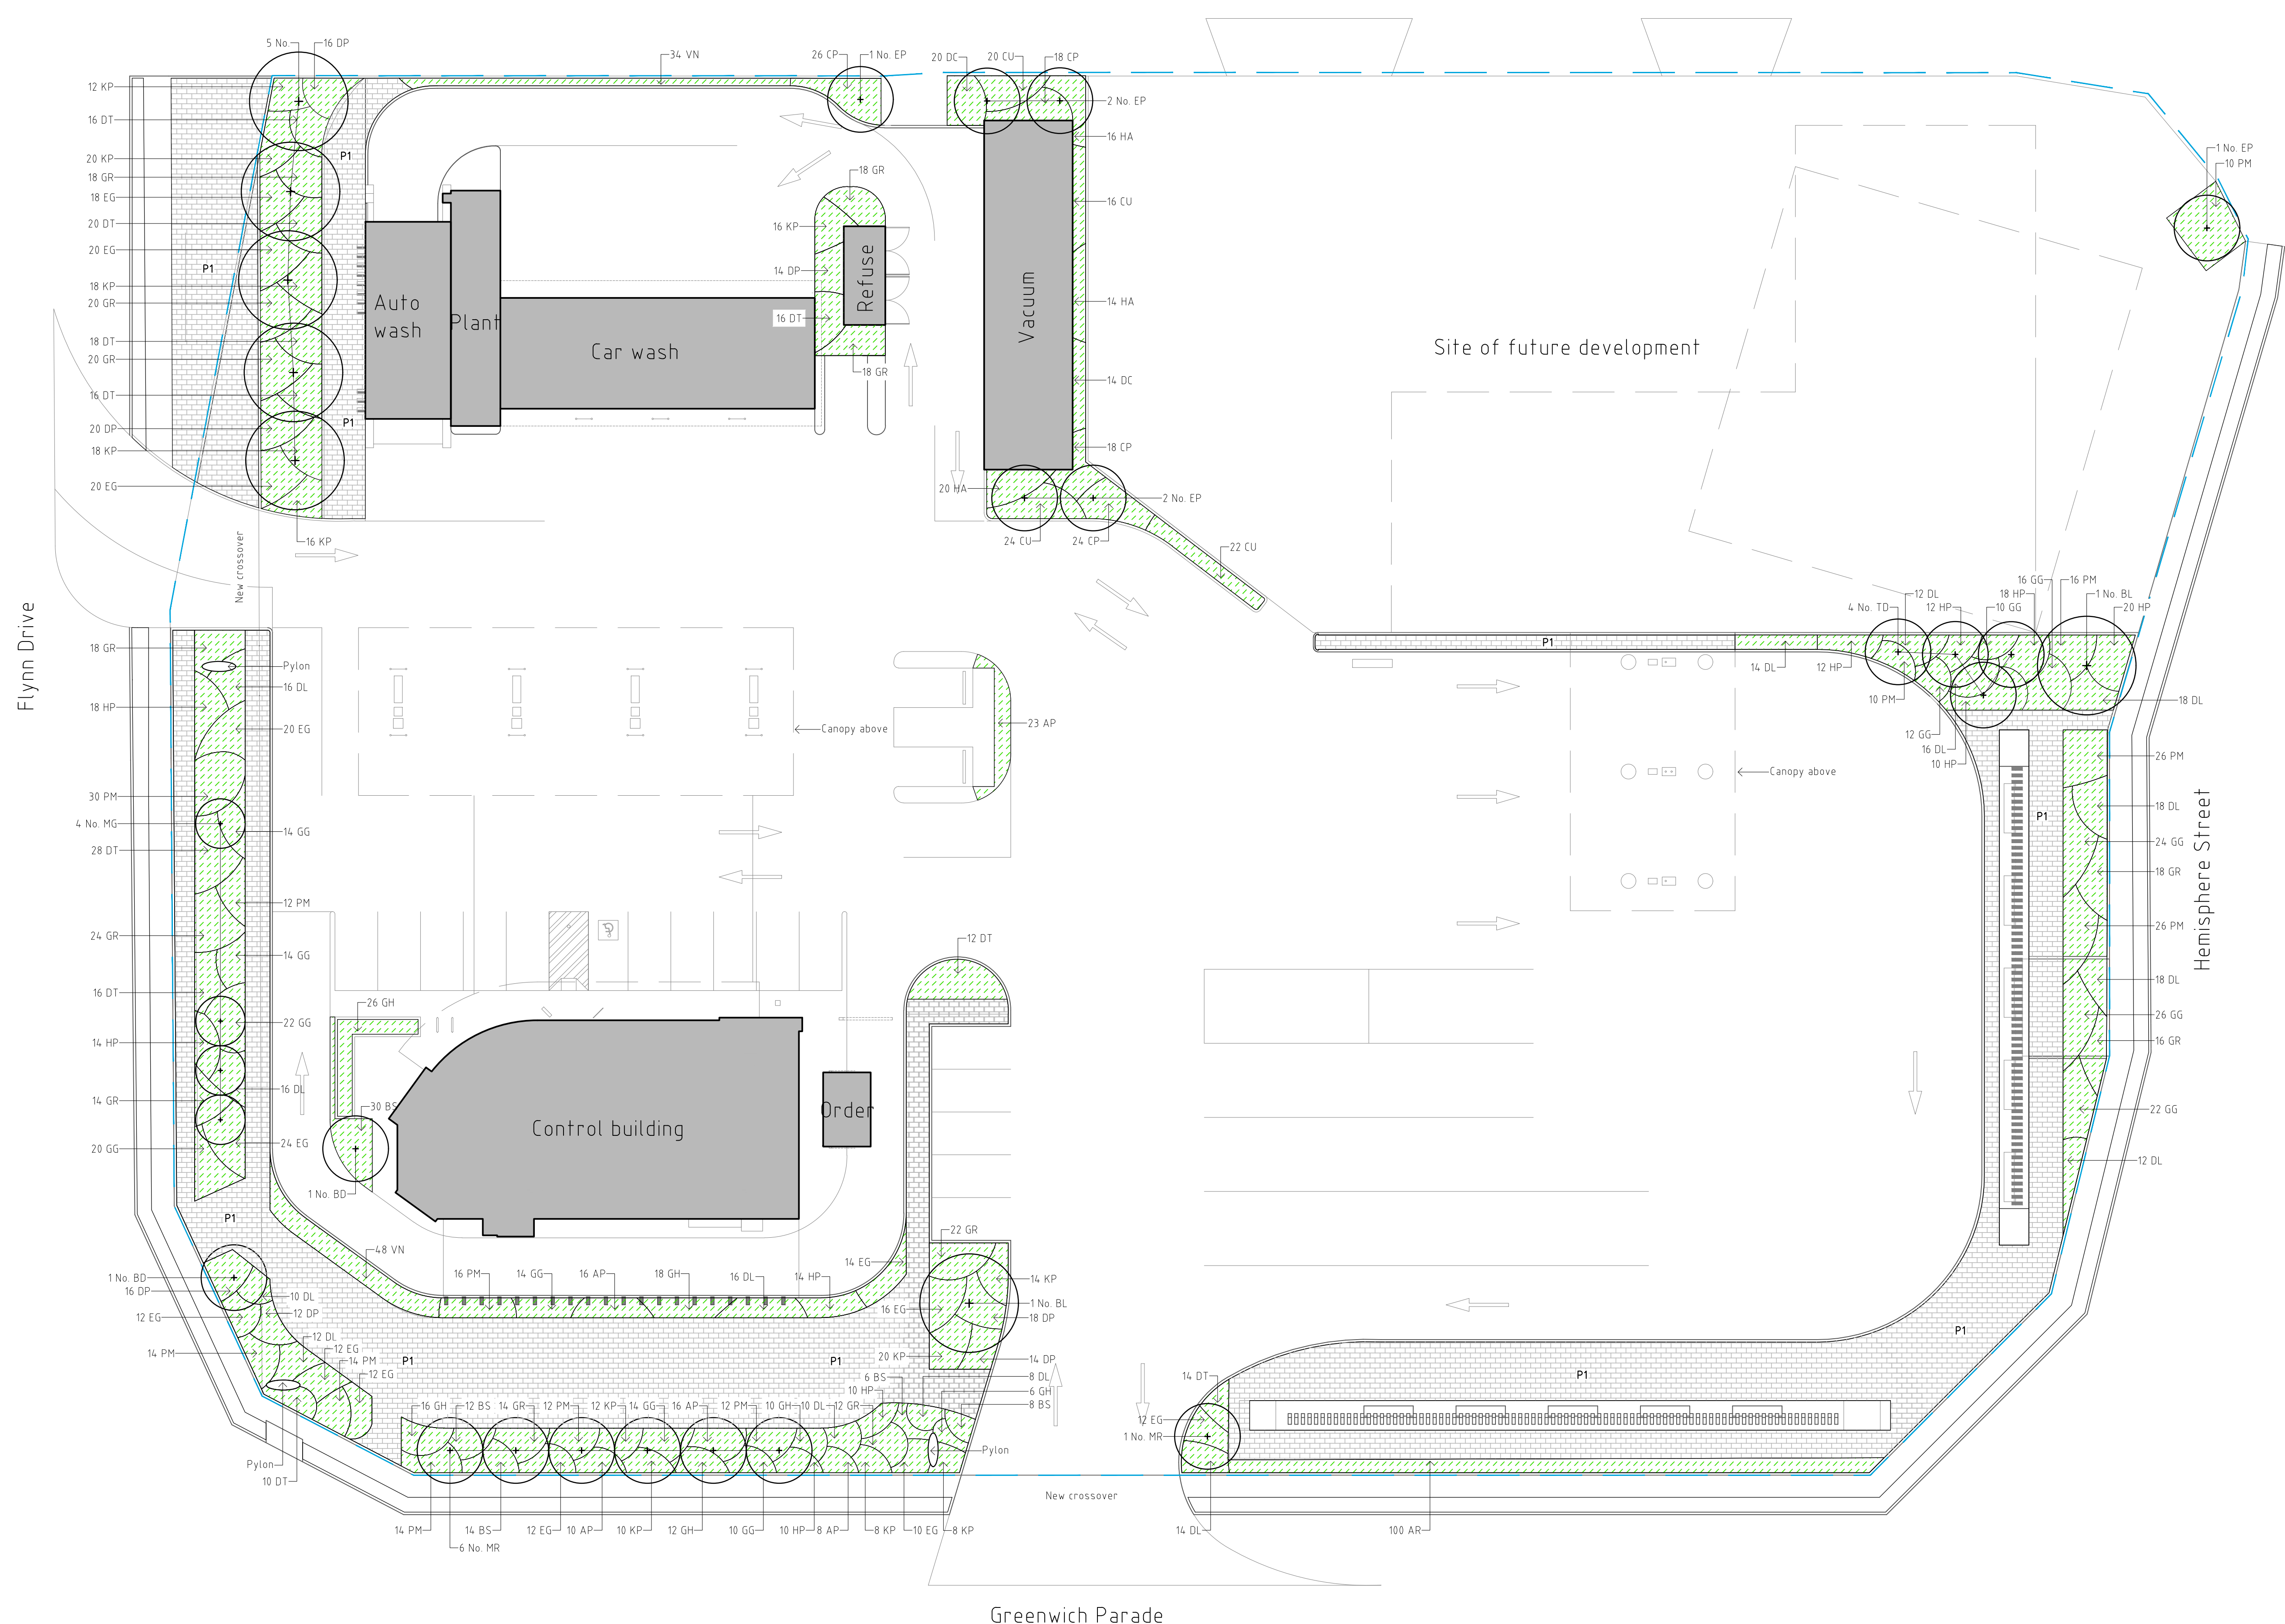 5 No.
16 DP
34 VN
26 CP
1 No. EP
20 DC
20 CU
18 CP
12 KP
2 No. EP
16 DT
16 HA
P1
1 No. EP
20 KP
10 PM
18 GR
18 GR
18 EG
16 CU
20 DT
16 KP
20 EG
Refuse
P1
14 DP
18 KP
Auto
wash
20 GR
14 HA
Vacuum
Plant
16 DT
18 DT
Car wash
Site of future development
20 GR
18 GR
14 DC
16 DT
P1
20 DP
18 KP
18 CP
20 EG
20 HA
2 No. EP
16 KP
24 CU
24 CP
22 CU
New crossover
Flynn Drive
16 GG
16 PM
12 DL
18 HP
1 No. BL
4 No. TD
12 HP
10 GG
20 HP
18 GR
P1
Pylon
14 DL
12 HP
16 DL
10 PM
18 DL
18 HP
23 AP
20 EG
Canopy above
12 GG
16 DL
26 PM
10 HP
Canopy above
30 PM
18 DL
4 No. MG
14 GG
P1
24 GG
28 DT
18 GR
Hemisphere Street
12 PM
24 GR
26 PM
12 DT
14 GG
18 DL
16 DT
26 GH
22 GG
26 GG
14 HP
16 GR
16 DL
14 GR
30 BS
Order
22 GG
Control building
24 EG
20 GG
12 DL
1 No. BD
P1
22 GR
48 VN
14 EG
1 No. BD
16 PM
14 GG
16 AP
18 GH
16 DL
14 HP
14 KP
16 DP
10 DL
1 No. BL
12 DP
16 EG
12 EG
18 DP
P1
12 DL
12 EG
14 PM
14 PM
P1
P1
20 KP
14 DP
12 EG
6 BS
8 DL
14 DT
P1
10 HP
6 GH
16 GH
12 BS
14 GR
12 PM
12 KP
14 GG
16 AP
12 PM
10 GH
10 DL
12 GR
8 BS
12 EG
1 No. MR
Pylon
Pylon
10 DT
New crossover
14 PM
14 BS
12 EG
10 AP
10 KP
12 GH
10 GG
10 HP
8 AP
8 KP
10 EG
8 KP
14 DL
100 AR
6 No. MR
Greenwich Parade